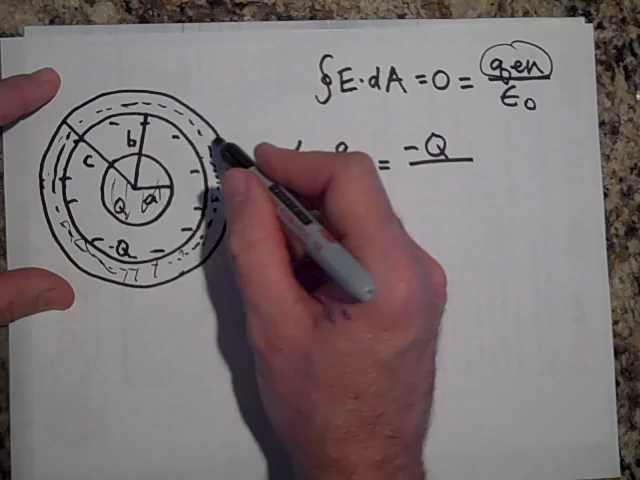 ∮E·dA = 0 = qen
ε0
= -Q
b
c
Q
a
-Q